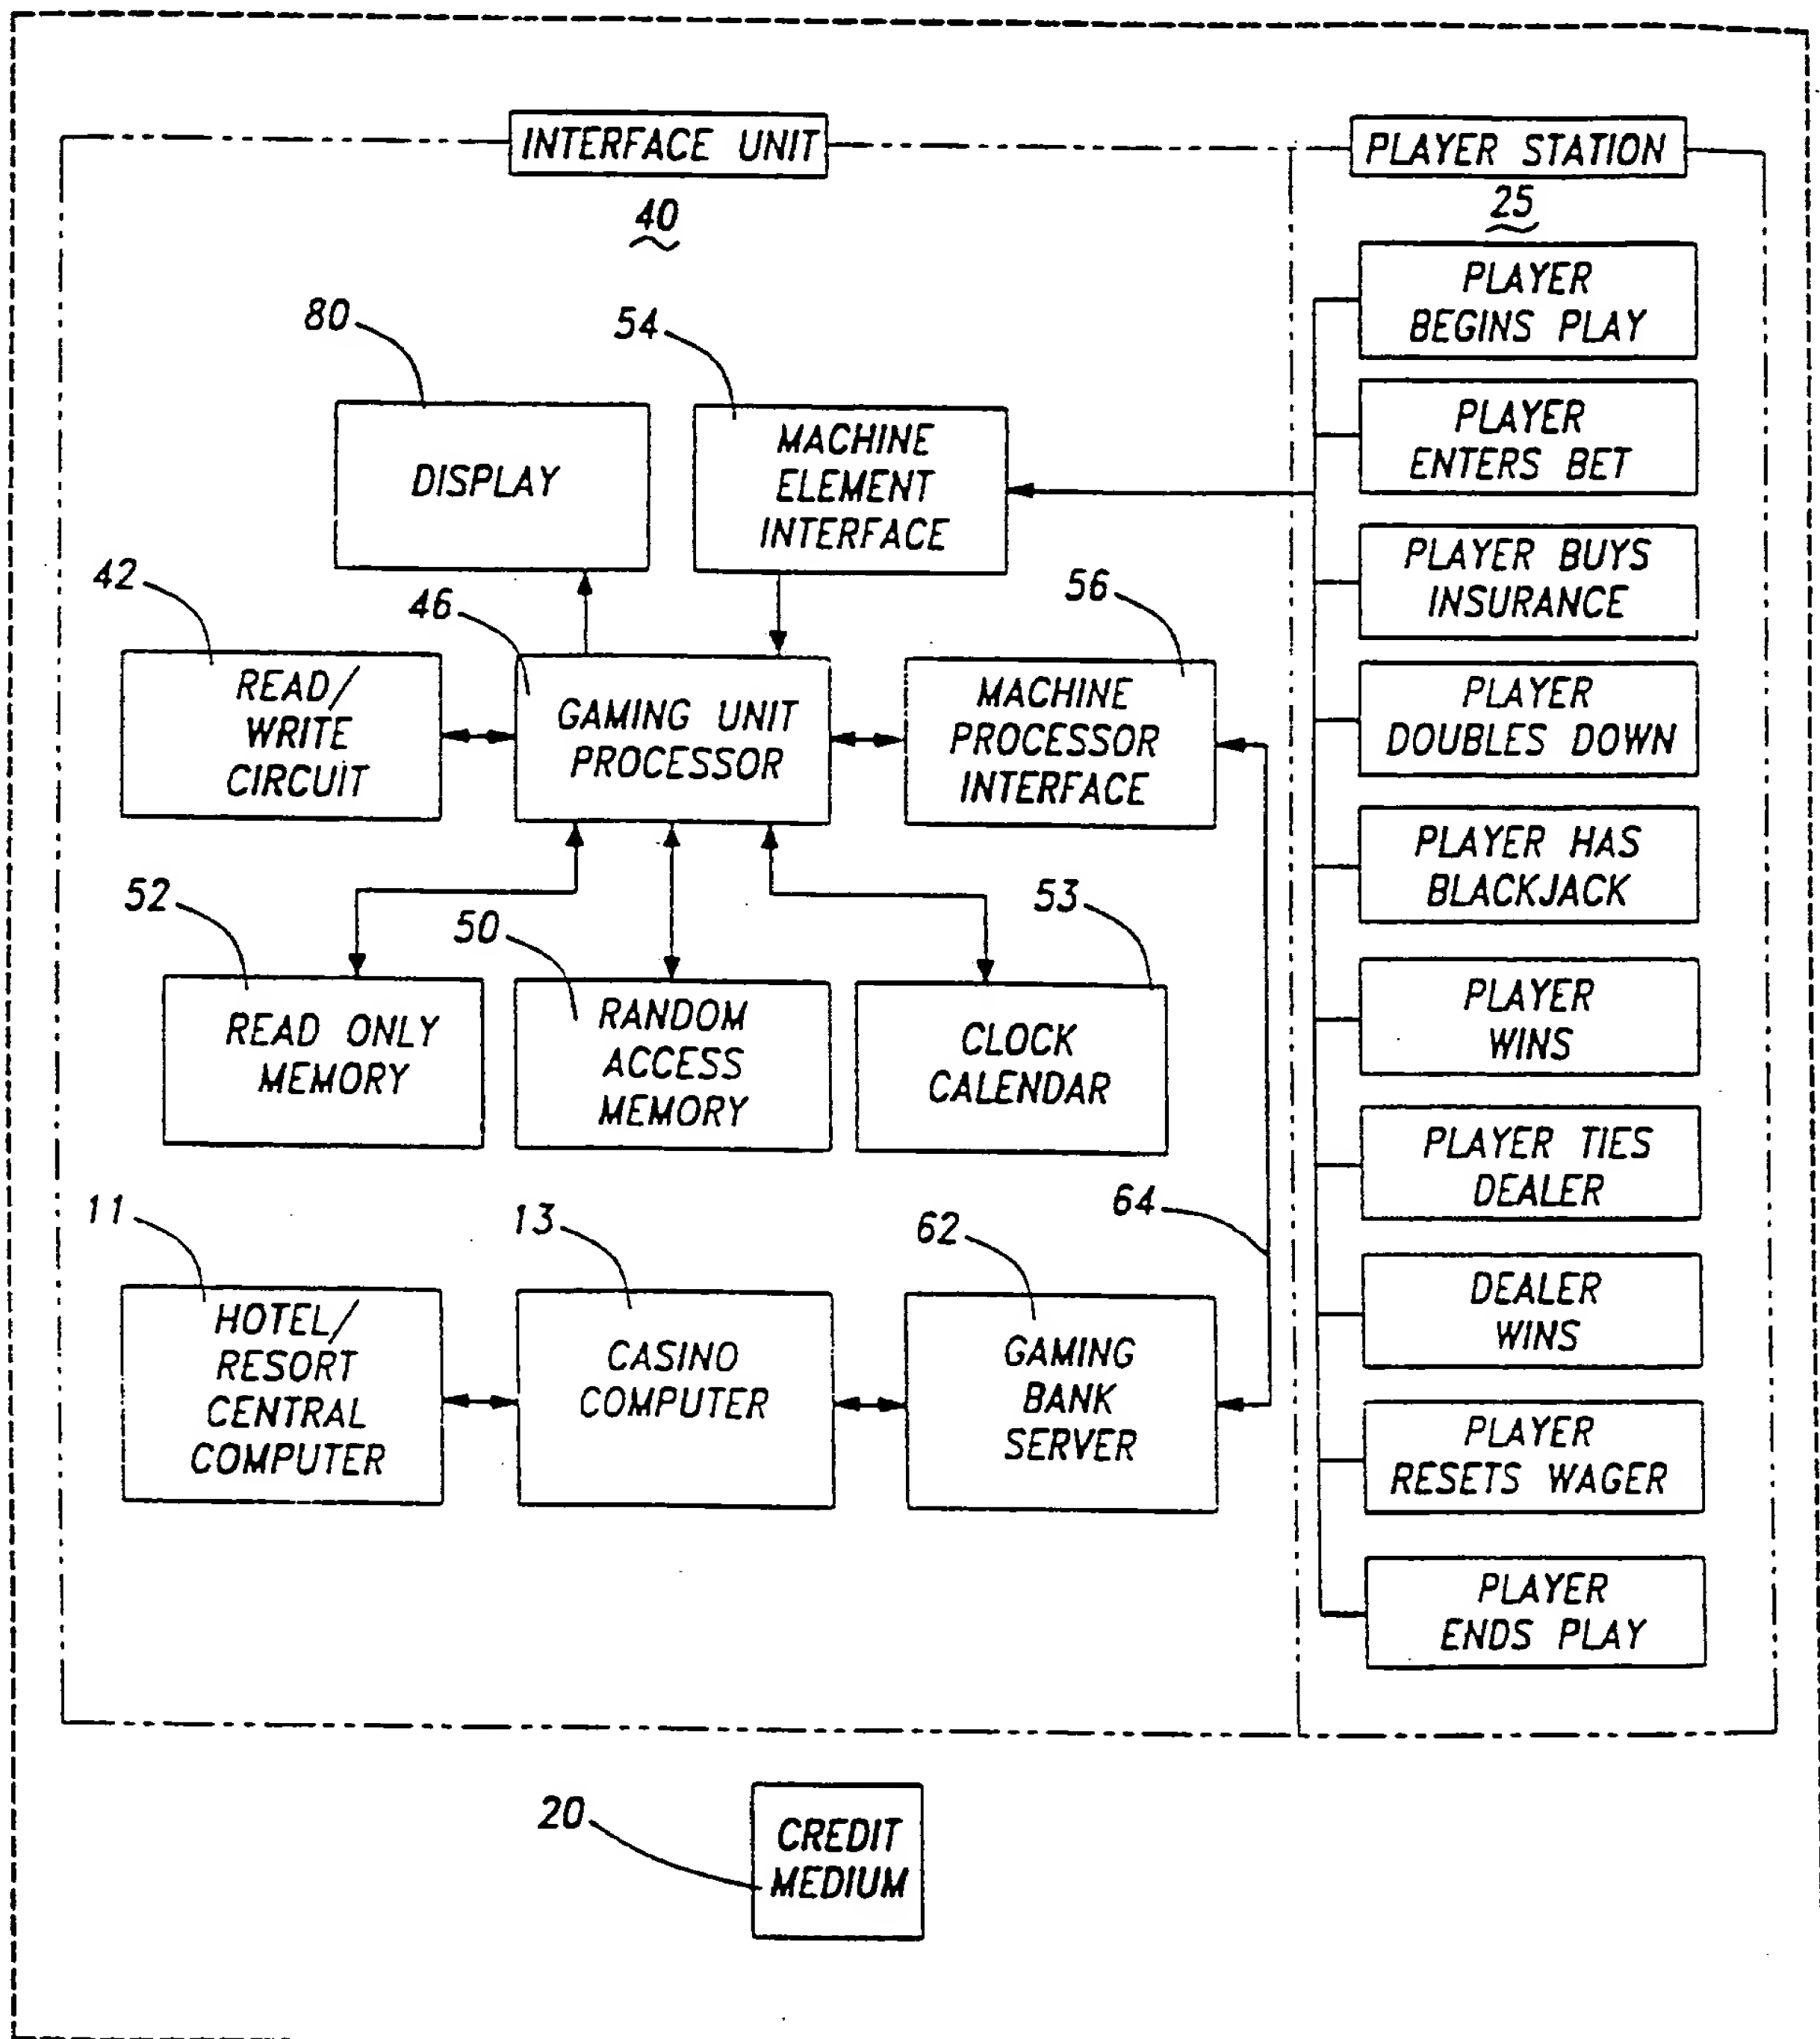 INTERFACE UNIT
40
PLAYER STATION
25
80
DISPLAY
54
MACHINE
ELEMENT
INTERFACE
42
READ/
WRITE
CIRCUIT
46
GAMING UNIT
PROCESSOR
56
MACHINE
PROCESSOR
INTERFACE
52
READ ONLY
MEMORY
50
RANDOM
ACCESS
MEMORY
53
CLOCK
CALENDAR
11
HOTEL/
RESORT
CENTRAL
COMPUTER
13
CASINO
COMPUTER
62
GAMING
BANK
SERVER
64
PLAYER
BEGINS PLAY
PLAYER
ENTERS BET
PLAYER BUYS
INSURANCE
PLAYER
DOUBLES DOWN
PLAYER HAS
BLACKJACK
PLAYER
WINS
PLAYER TIES
DEALER
DEALER
WINS
PLAYER
RESETS WAGER
PLAYER
ENDS PLAY
20
CREDIT
MEDIUM